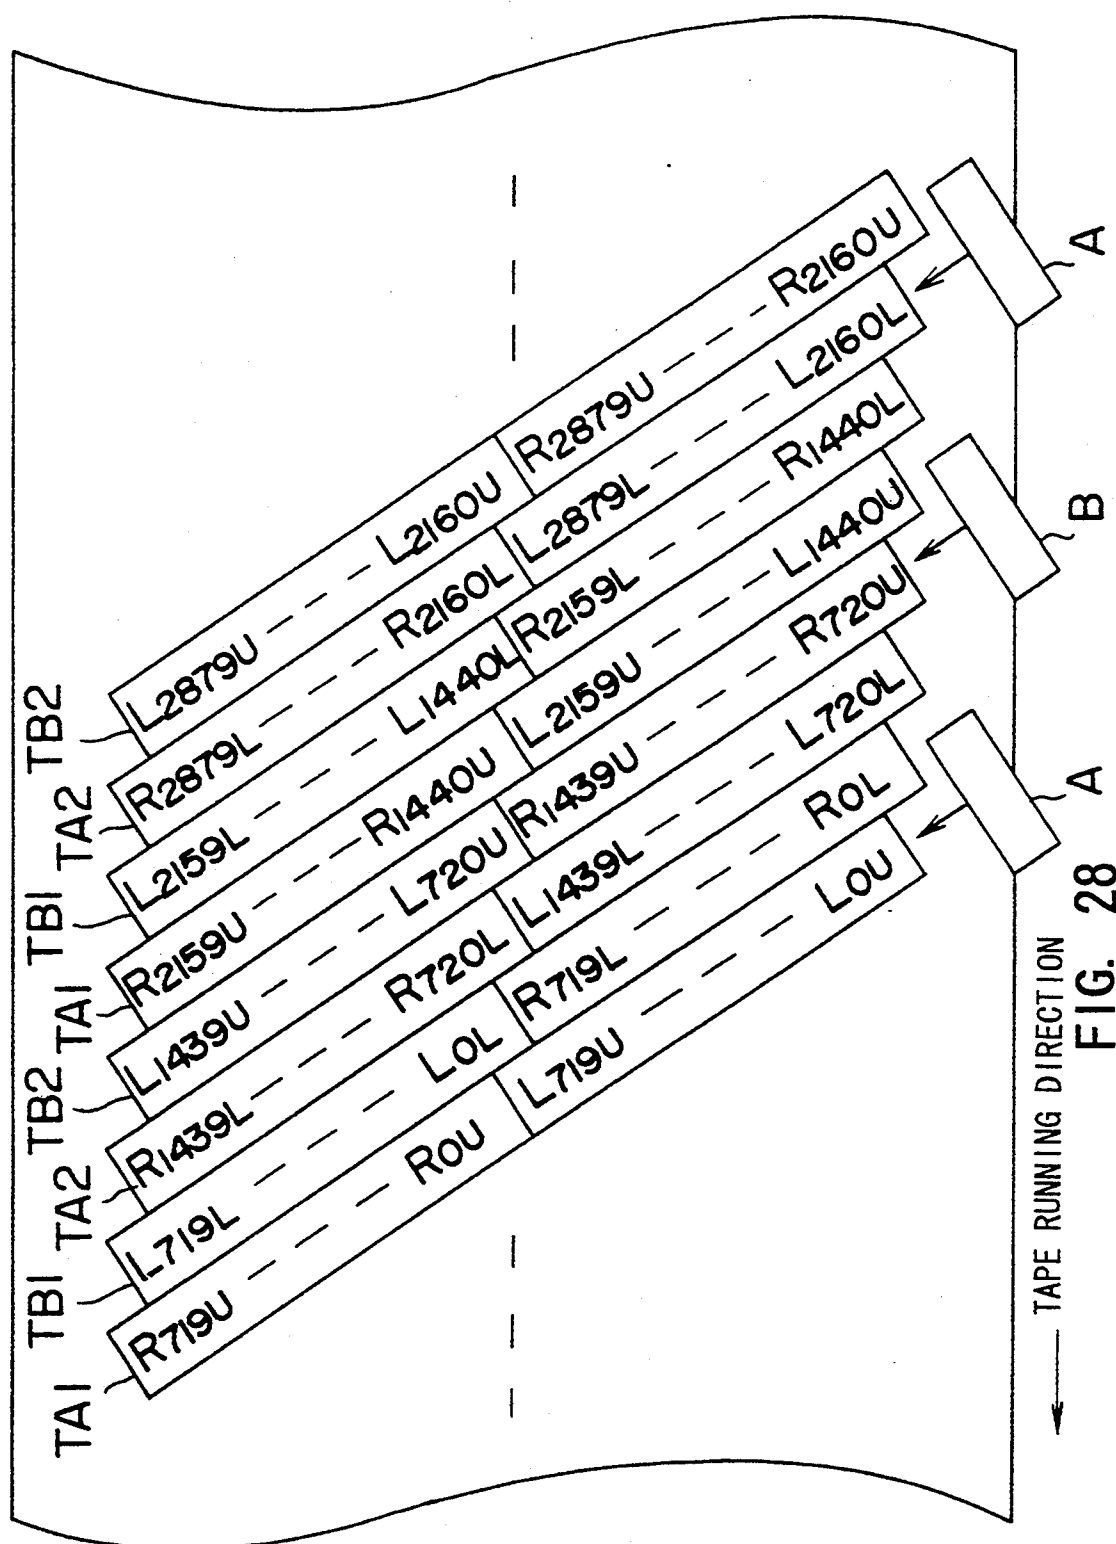 TA1
TB1
TA2
TB2
TA1
TB1
TA2
TB2
R719U
R0U
L719U
L0U
L719L
L0L
R719L
R0L
R1439L
R720L
L1439L
L720L
L1439U
L720U
R1439U
R720U
R2159U
R1440U
L2159U
L1440U
L2159L
L1440L
R2159L
R1440L
R2879L
R2160L
L2879L
L2160L
L2879U
L2160U
R2879U
R2160U
A
B
A
TAPE RUNNING DIRECTION
FIG. 28